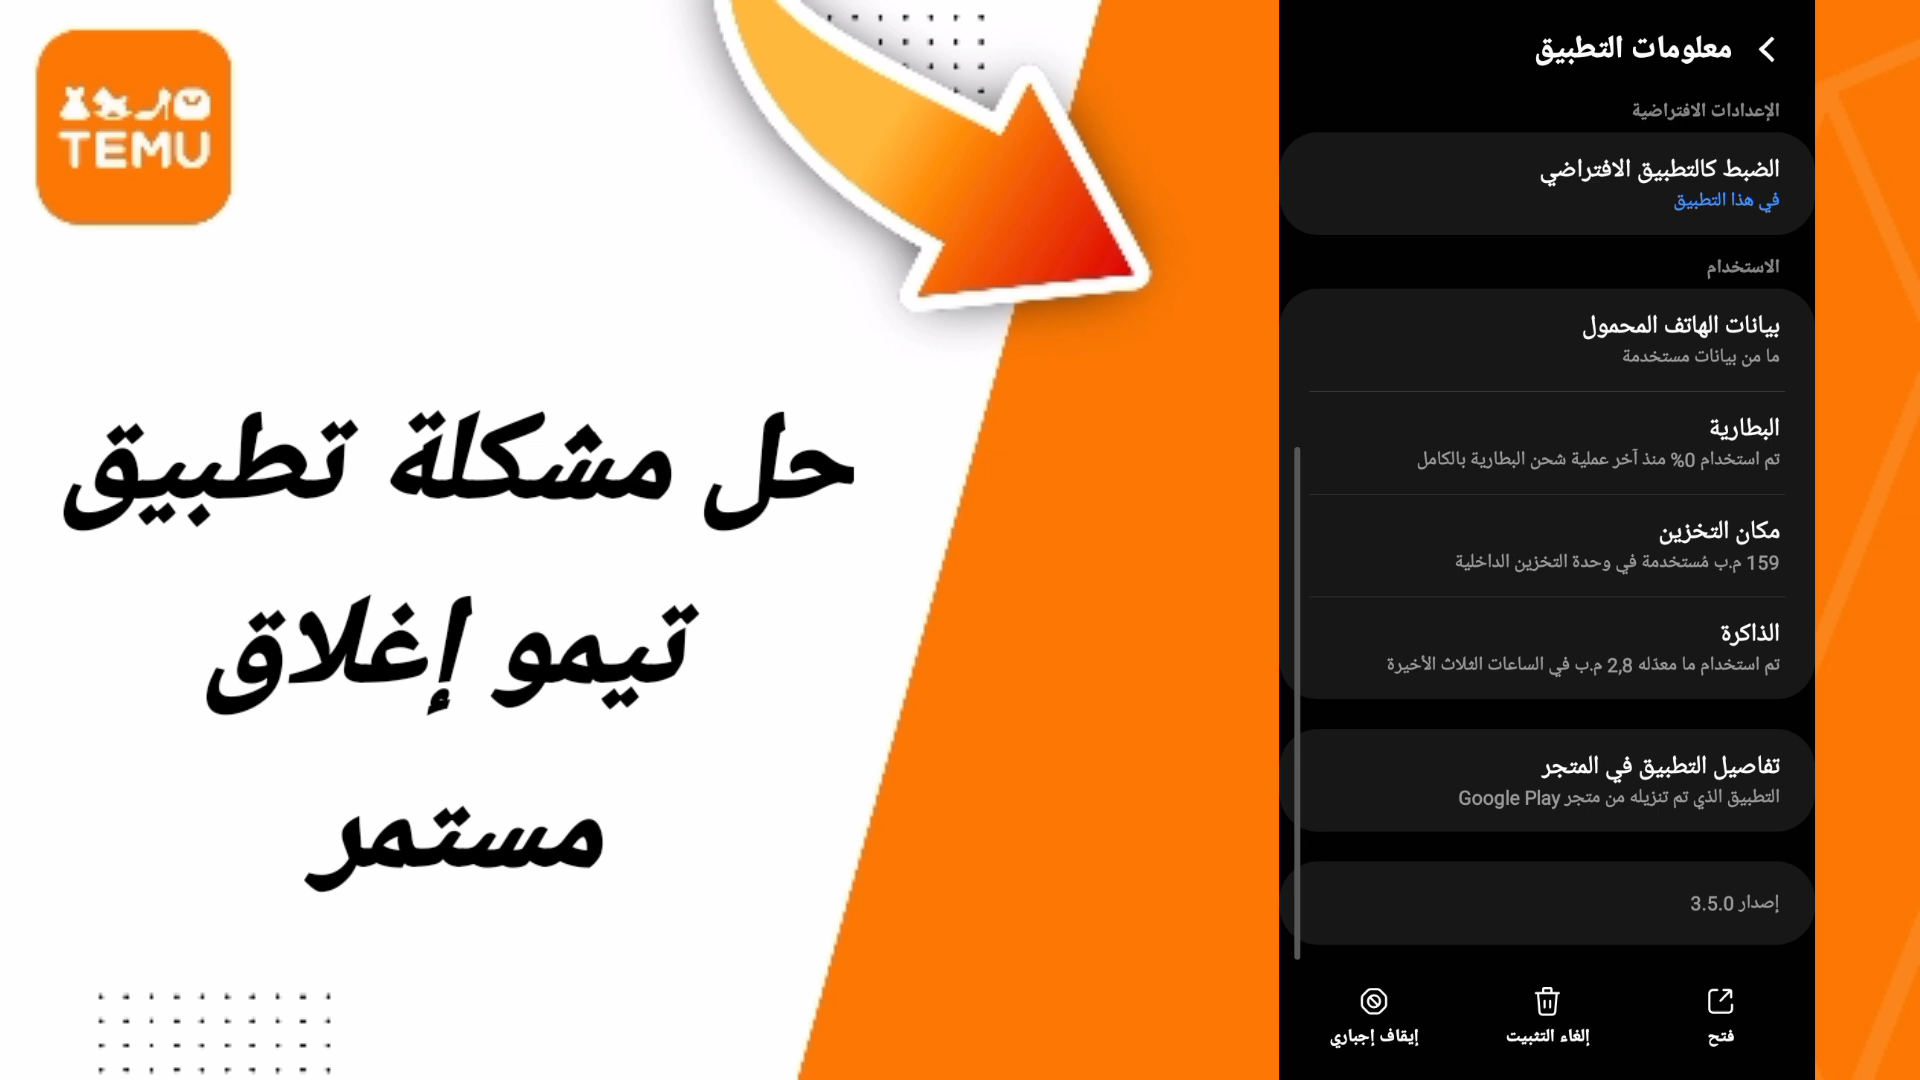 TEMU
حل مشكلة تطبيق
تيمو إغلاق
مستمر
معلومات التطبيق
الإعدادات الافتراضية
الضبط كالتطبيق الافتراضي
في هذا التطبيق
الاستخدام
بيانات الهاتف المحمول
ما من بيانات مستخدمة
البطارية
تم استخدام 0% منذ آخر عملية شحن البطارية بالكامل
مكان التخزين
159 م.ب مُستخدمة في وحدة التخزين الداخلية
الذاكرة
تم استخدام ما معدّله 2,8 م.ب في الساعات الثلاث الأخيرة
تفاصيل التطبيق في المتجر
التطبيق الذي تم تنزيله من متجر Google Play
إصدار 3.5.0
فتح
إلغاء التثبيت
إيقاف إجباري